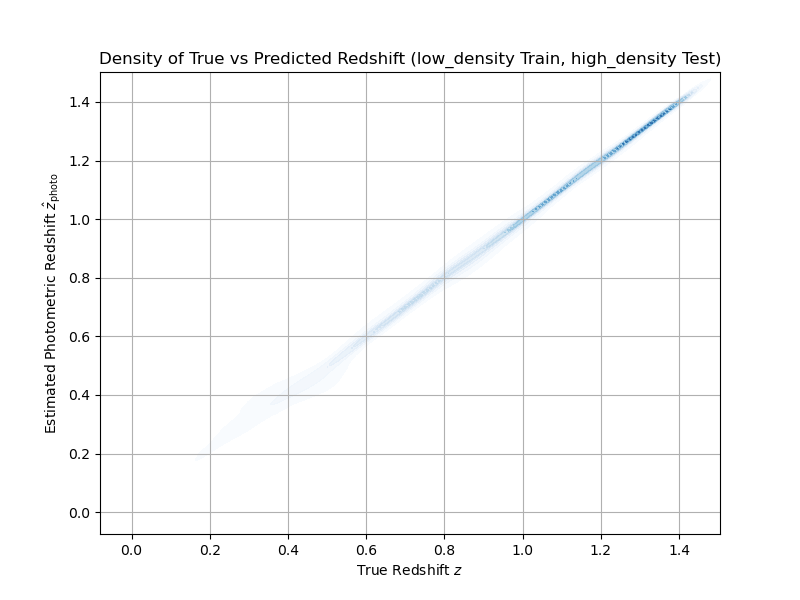 Density of True vs Predicted Redshift (low_density Train, high_density Test)
1.4
1.2
1.0
0.8
0.6
0.4
0.2
0.0
Estimated Photometric Redshift ẑ_photo
0.0 0.2 0.4 0.6 0.8 1.0 1.2 1.4
True Redshift z